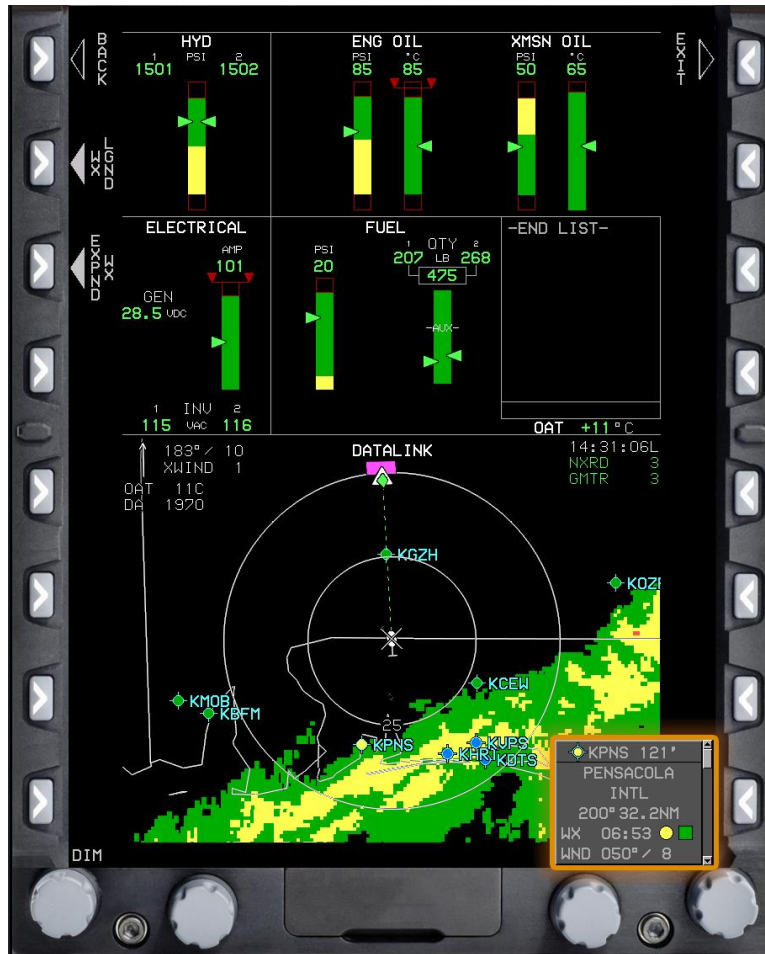 BACK
HYD
1 PSI 2
1501 1502
ENG OIL
PSI °C
85 85
XMSN OIL
PSI °C
50 65
EXIT
WX LGND
WX EXPND
ELECTRICAL
AMP
101
GEN
28.5 VDC
1 INV 2
115 VAC 116
FUEL
PSI
20
1 QTY 2
207 LB 268
475
-AUX-
-END LIST-
OAT +11°C
183°/ 10
XWIND 1
OAT 11C
DA 1970
DATALINK
14:31:06L
NXRD 3
GMTR 3
KGZH
KOZR
KCEW
KMOB
KBFM
25
KPNS
KVPS
KHRT
KDTS
KPNS 121'
PENSACOLA
INTL
200°32.2NM
WX 06:53
WND 050°/ 8
DIM